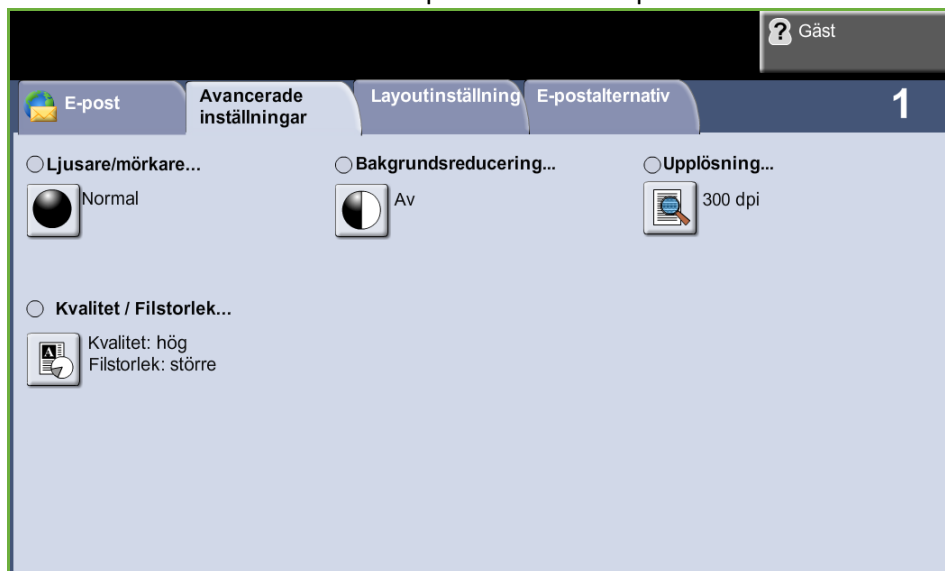 Gäst
E-post
Avancerade
inställningar
Layoutinställning
E-postalternativ
1
Ljusare/mörkare...
Normal
Bakgrundsreducering...
Av
Upplösning...
300 dpi
Kvalitet / Filstorlek...
Kvalitet: hög
Filstorlek: större